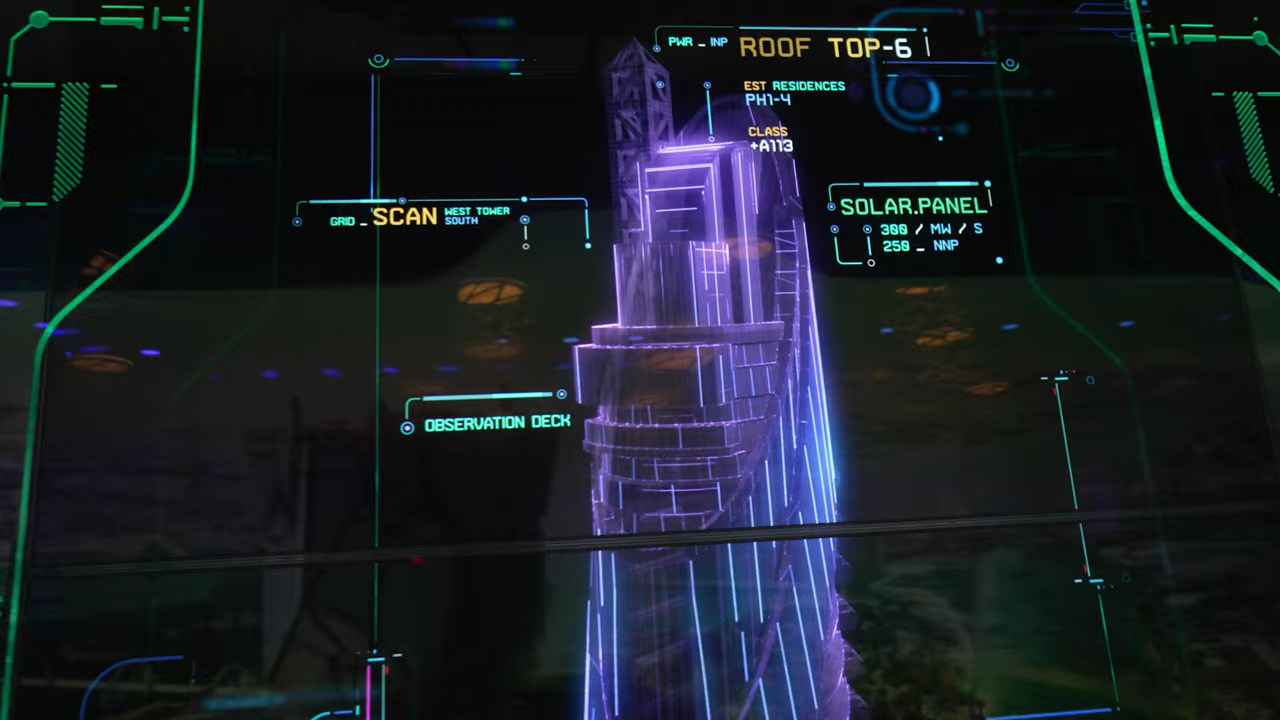 PWR _ INP ROOF TOP-6
EST RESIDENCES
PH1-4
CLASS
+A113
GRID _ SCAN WEST TOWER
SOUTH
SOLAR.PANEL
300 / MW / S
250 _ NNP
OBSERVATION DECK